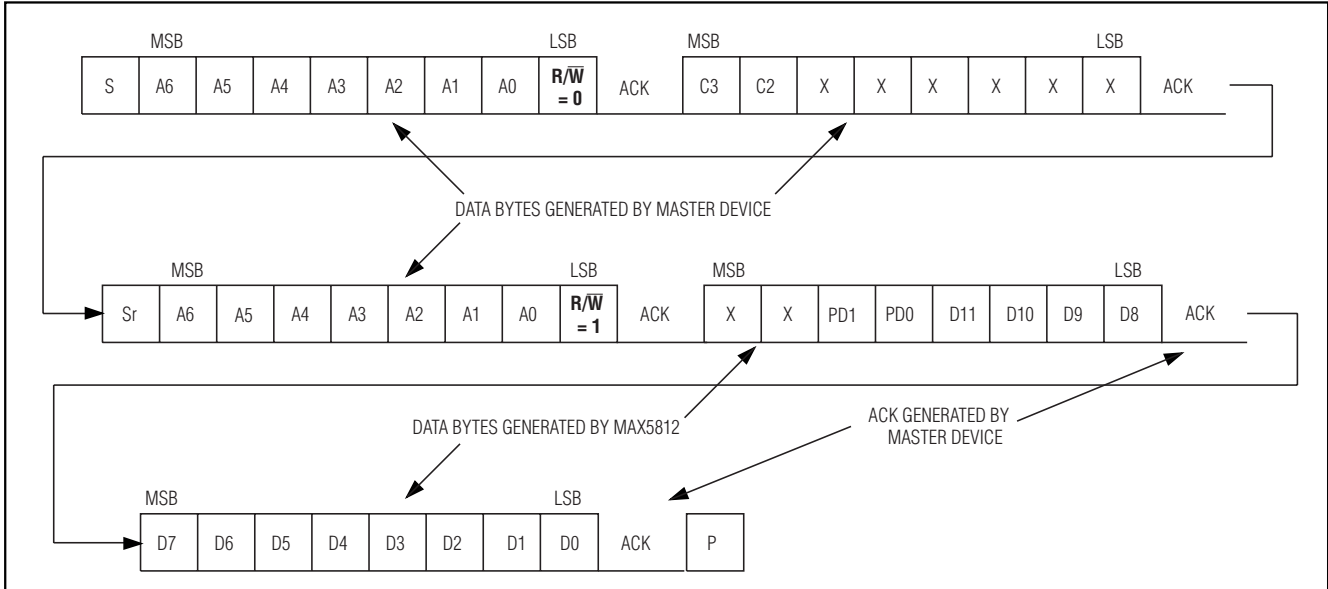 MSB LSB MSB LSB
S A6 A5 A4 A3 A2 A1 A0 R/W̅ = 0 ACK C3 C2 X X X X X X ACK
DATA BYTES GENERATED BY MASTER DEVICE
MSB LSB MSB LSB
Sr A6 A5 A4 A3 A2 A1 A0 R/W̅ = 1 ACK X X PD1 PD0 D11 D10 D9 D8 ACK
DATA BYTES GENERATED BY MAX5812
ACK GENERATED BY
MASTER DEVICE
MSB LSB
D7 D6 D5 D4 D3 D2 D1 D0 ACK P